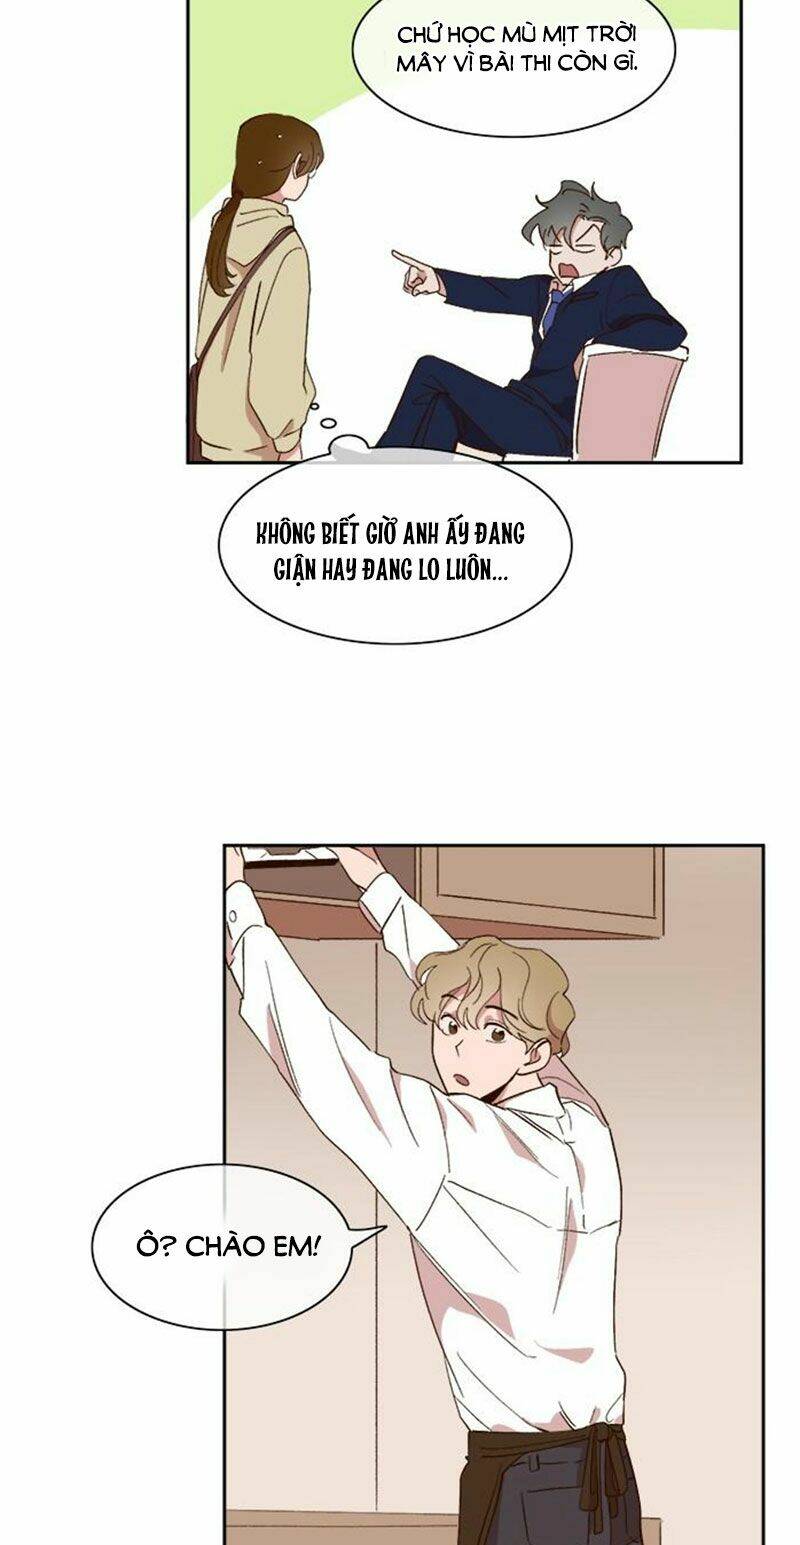 CHỨ HỌC MÙ MỊT TRỜI
MÂY VÌ BÀI THI CÒN GÌ.
KHÔNG BIẾT GIỜ ANH ẤY ĐANG
GIẬN HAY ĐANG LO LUÔN...
Ô? CHÀO EM!